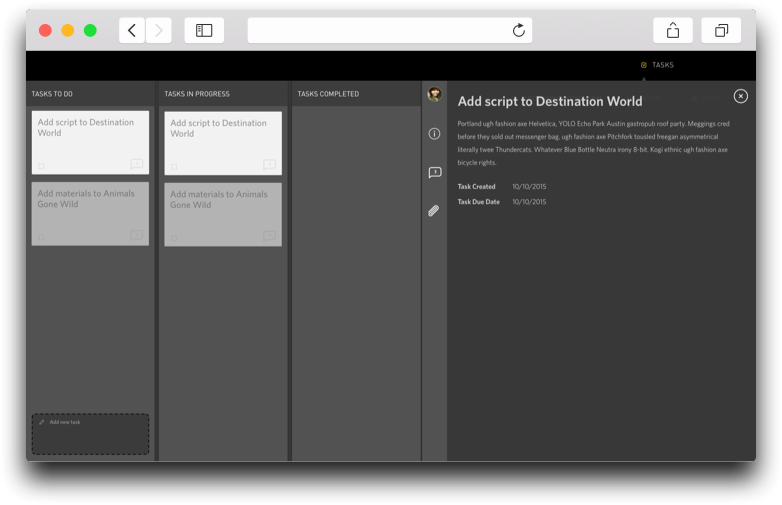 TASKS
TASKS TO DO
Add script to Destination
World
Add materials to Animals
Gone Wild
Add new task
TASKS IN PROGRESS
Add script to Destination
World
Add materials to Animals
Gone Wild
TASKS COMPLETED
Add script to Destination World
Portland ugh fashion axe Helvetica, YOLO Echo Park Austin gastropub roof party. Meggings cred
before they sold out messenger bag, ugh fashion axe Pitchfork tousled freegan asymmetrical
literally twee Thundercats. Whatever Blue Bottle Neutra irony 8-bit. Kogi ethnic ugh fashion axe
bicycle rights.
Task Created 10/10/2015
Task Due Date 10/10/2015